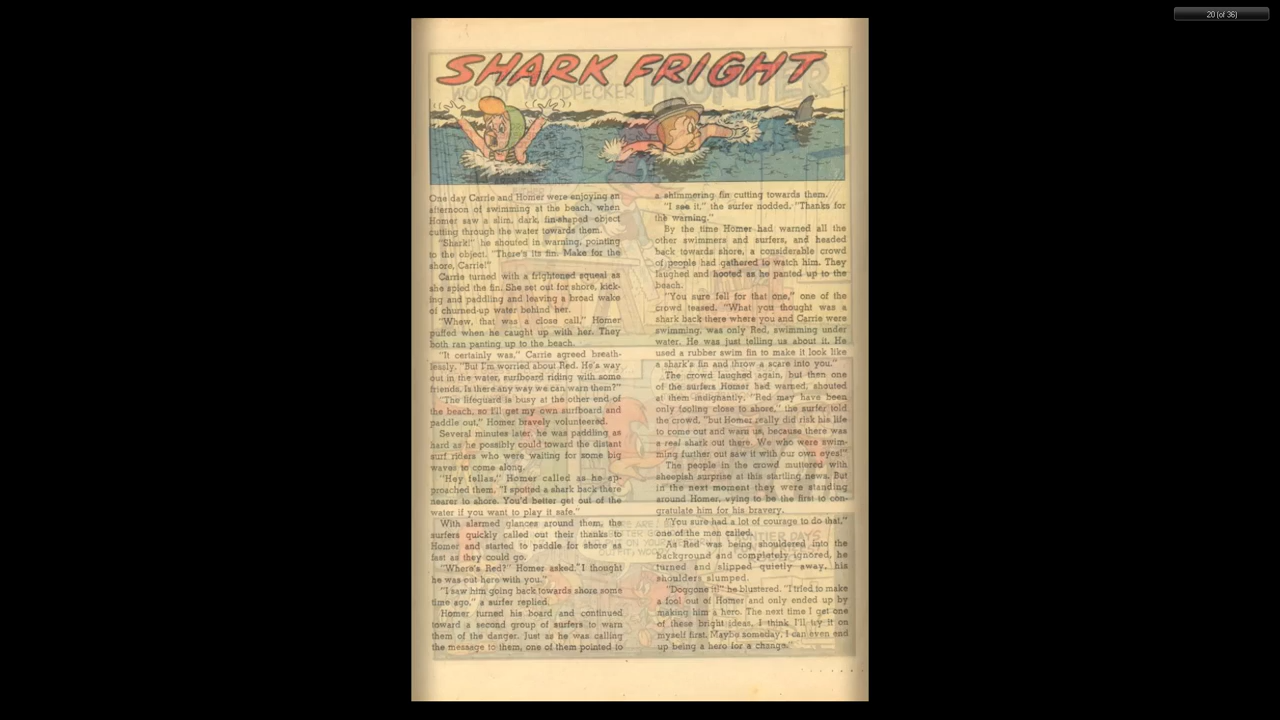 20 (of 36)
SHARK FRIGHT
WOODY WOODPECKER FRONTIER
One day Carrie and Homer were enjoying an
afternoon of swimming at the beach, when
Homer saw a slim, dark, fin-shaped object
cutting through the water towards them.
"Shark!" he shouted in warning, pointing
to the object. "There's its fin. Make for the
shore, Carrie!"
Carrie turned with a frightened squeal as
she spied the fin. She set out for shore, kick-
ing and paddling and leaving a broad wake
of churned-up water behind her.
"Whew, that was a close call," Homer
puffed when he caught up with her. They
both ran panting up to the beach.
"It certainly was," Carrie agreed breath-
lessly. "But I'm worried about Red. He's way
out in the water, surfboard riding with some
friends. Is there any way we can warn them?"
"The lifeguard is busy at the other end of
the beach, so I'll get my own surfboard and
paddle out," Homer bravely volunteered.
Several minutes later, he was paddling as
hard as he possibly could toward the distant
surf riders who were waiting for some big
waves to come along.
"Hey fellas," Homer called as he ap-
proached them, "I spotted a shark back there
nearer to shore. You'd better get out of the
water if you want to play it safe."
With alarmed glances around them, the
surfers quickly called out their thanks to
Homer and started to paddle for shore as
fast as they could go.
"Where's Red?" Homer asked. "I thought
he was out here with you."
"I saw him going back towards shore some
time ago," a surfer replied.
Homer turned his board and continued
toward a second group of surfers to warn
them of the danger. Just as he was calling
the message to them, one of them pointed to
a shimmering fin cutting towards them.
"I see it," the surfer nodded. "Thanks for
the warning."
By the time Homer had warned all the
other swimmers and surfers, and headed
back towards shore, a considerable crowd
of people had gathered to watch him. They
laughed and hooted as he panted up to the
beach.
"You sure fell for that one," one of the
crowd teased. "What you thought was a
shark back there where you and Carrie were
swimming, was only Red, swimming under
water. He was just telling us about it. He
used a rubber swim fin to make it look like
a shark's fin and throw a scare into you."
The crowd laughed again, but then one
of the surfers Homer had warned, shouted
at them indignantly, "Red may have been
only fooling close to shore," the surfer told
the crowd, "but Homer really did risk his life
to come out and warn us, because there was
a real shark out there. We who were swim-
ming further out saw it with our own eyes!"
The people in the crowd muttered with
sheepish surprise at this startling news. But
in the next moment they were standing
around Homer, vying to be the first to con-
gratulate him for his bravery.
"You sure had a lot of courage to do that,"
one of the men called.
As Red was being shouldered into the
background and completely ignored, he
turned and slipped quietly away, his
shoulders slumped.
"Doggone it!" he blustered. "I tried to make
a fool out of Homer and only ended up by
making him a hero. The next time I get one
of these bright ideas, I think I'll try it on
myself first. Maybe someday, I can even end
up being a hero for a change."